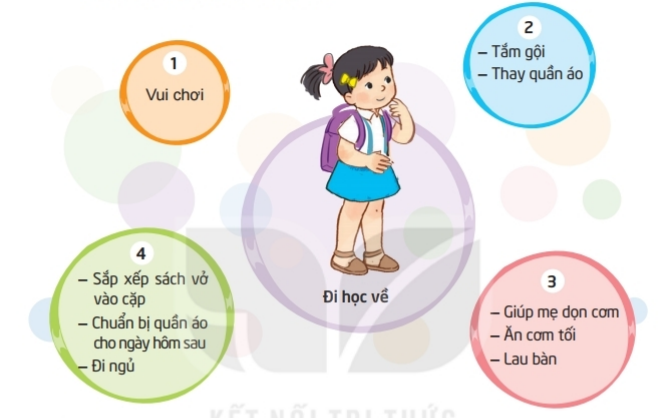 1
Vui chơi
2
– Tắm gội
– Thay quần áo
Đi học về
3
– Giúp mẹ dọn cơm
– Ăn cơm tối
– Lau bàn
4
– Sắp xếp sách vở
vào cặp
– Chuẩn bị quần áo
cho ngày hôm sau
– Đi ngủ
KẾT NỐI TRI THỨC